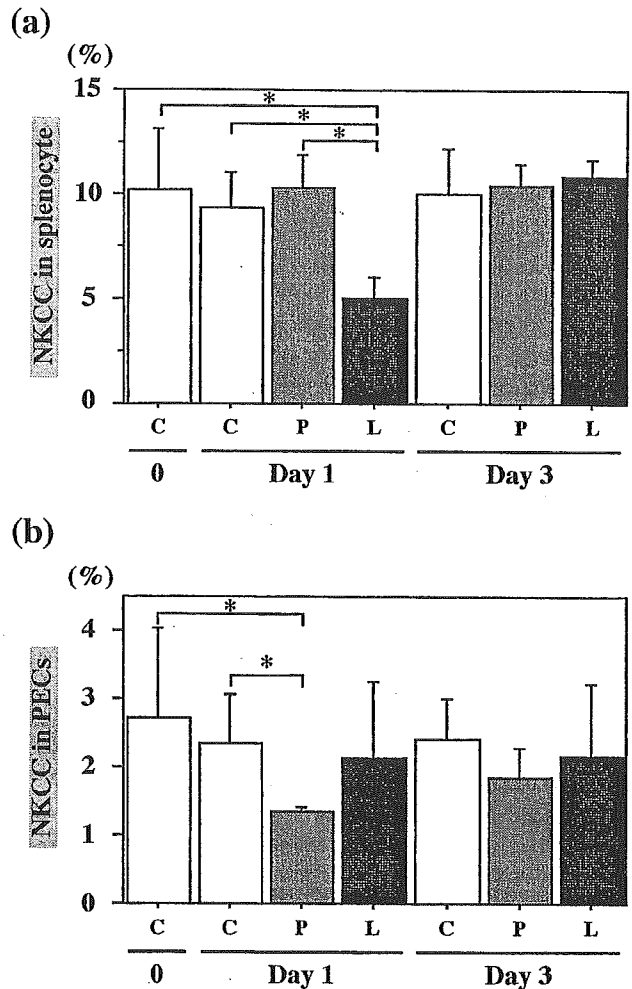 (a)
(%)
NKCC in splenocyte
15
10
5
0
*
*
*
C C P L C P L
0 Day 1 Day 3
(b)
(%)
NKCC in PECs
4
3
2
1
0
*
*
C C P L C P L
0 Day 1 Day 3